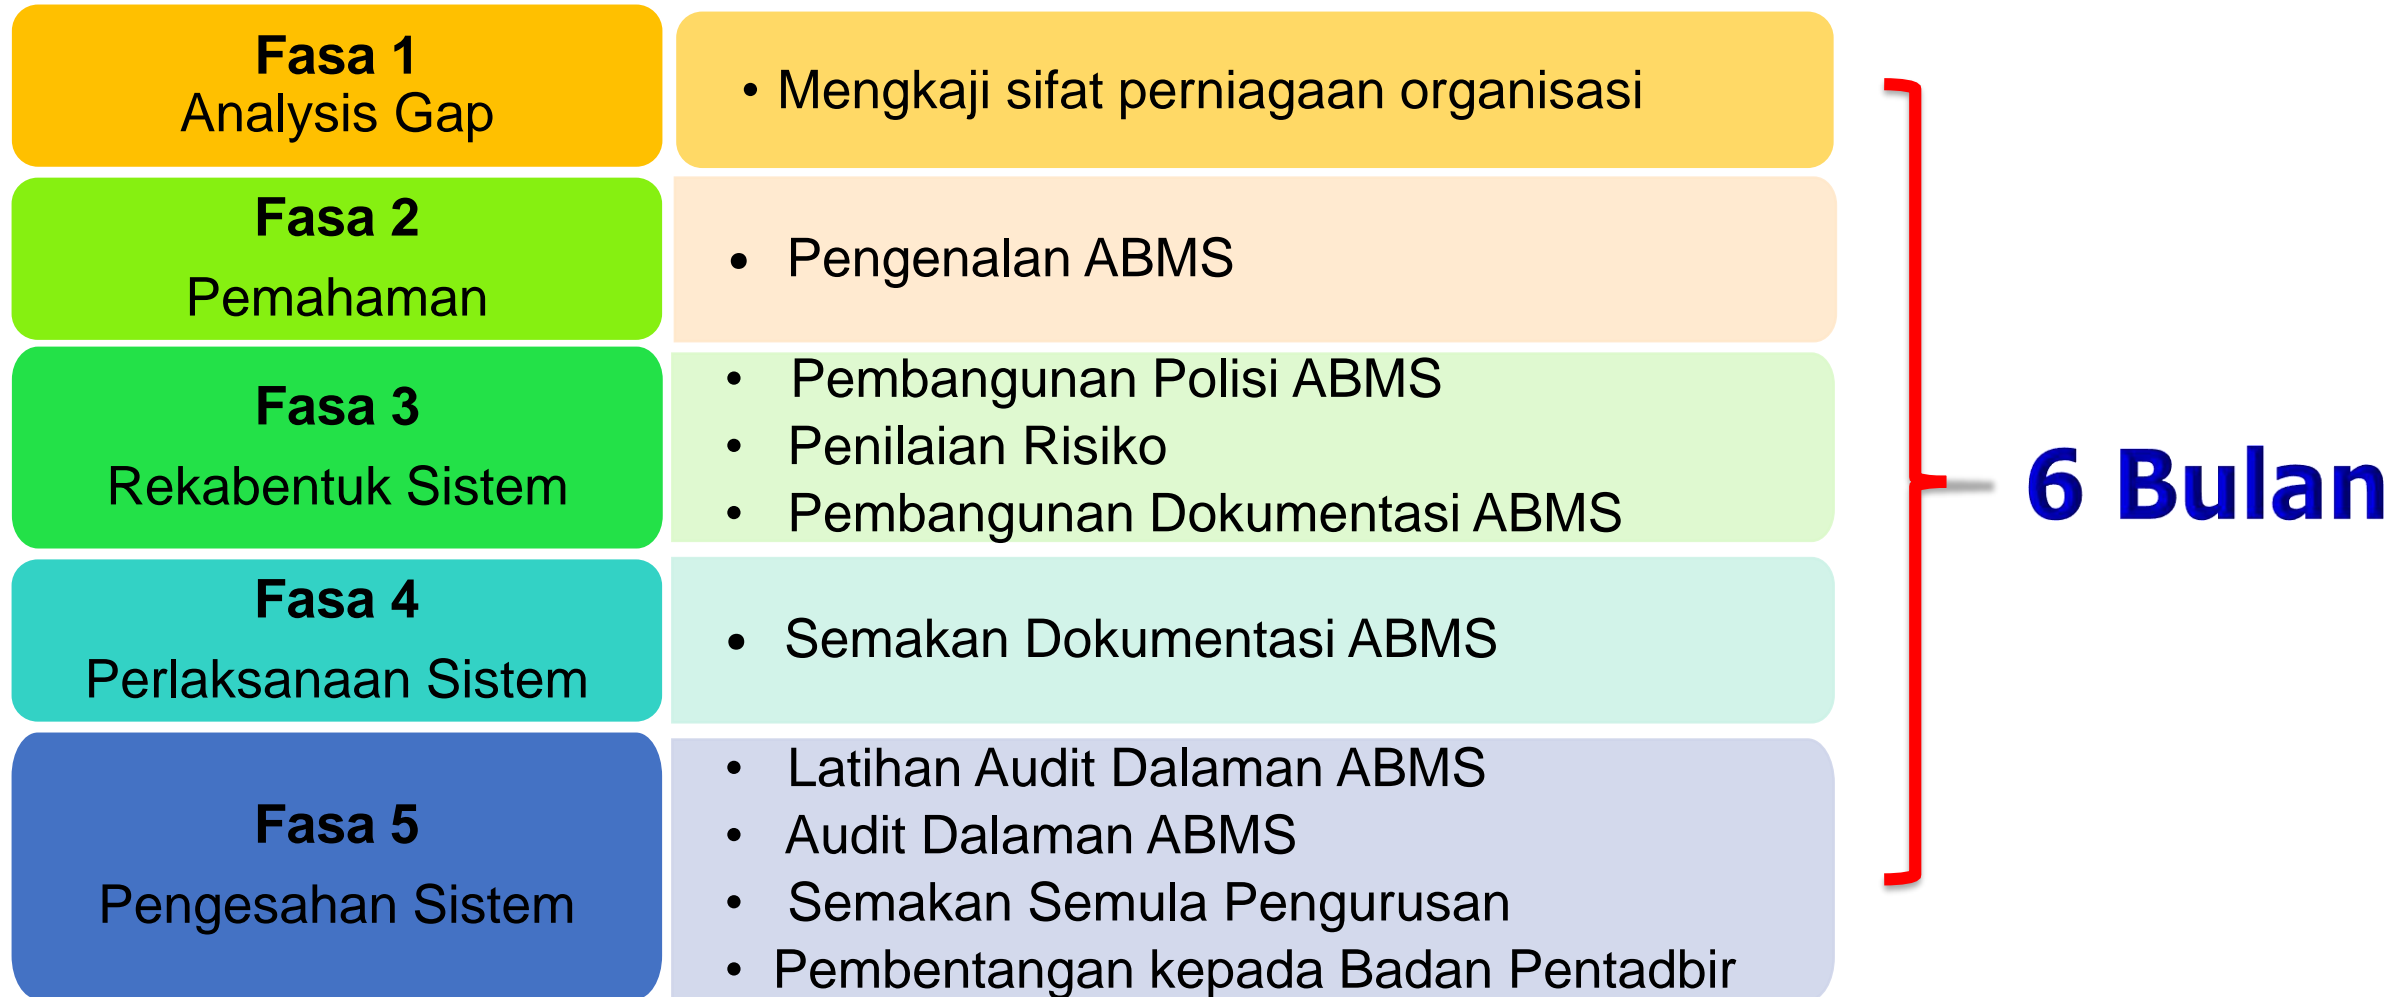 Fasa 1
Analysis Gap
• Mengkaji sifat perniagaan organisasi
Fasa 2
Pemahaman
• Pengenalan ABMS
Fasa 3
Rekabentuk Sistem
• Pembangunan Polisi ABMS
• Penilaian Risiko
• Pembangunan Dokumentasi ABMS
Fasa 4
Perlaksanaan Sistem
• Semakan Dokumentasi ABMS
Fasa 5
Pengesahan Sistem
• Latihan Audit Dalaman ABMS
• Audit Dalaman ABMS
• Semakan Semula Pengurusan
• Pembentangan kepada Badan Pentadbir
6 Bulan